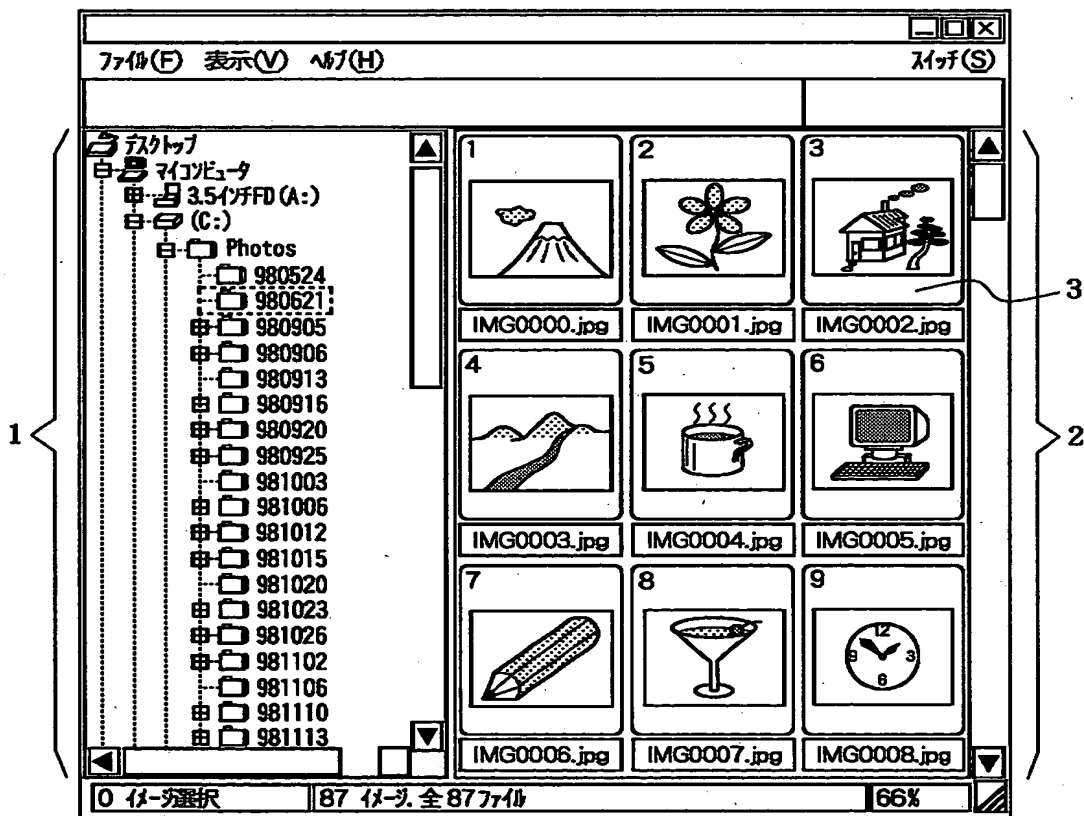 ファイル(F) 表示(V) ヘルプ(H) スイッチ(S)
デスクトップ
マイコンピュータ
3.5インチFD (A:)
(C:)
Photos
980524
980621
980905
980906
980913
980916
980920
980925
981003
981006
981012
981015
981020
981023
981026
981102
981106
981110
981113
1
1
2
3
IMG0000.jpg
IMG0001.jpg
IMG0002.jpg
3
4
5
6
IMG0003.jpg
IMG0004.jpg
IMG0005.jpg
2
7
8
9
12
9
3
6
IMG0006.jpg
IMG0007.jpg
IMG0008.jpg
0 イメージ選択
87 イメージ. 全 87 ファイル
66%